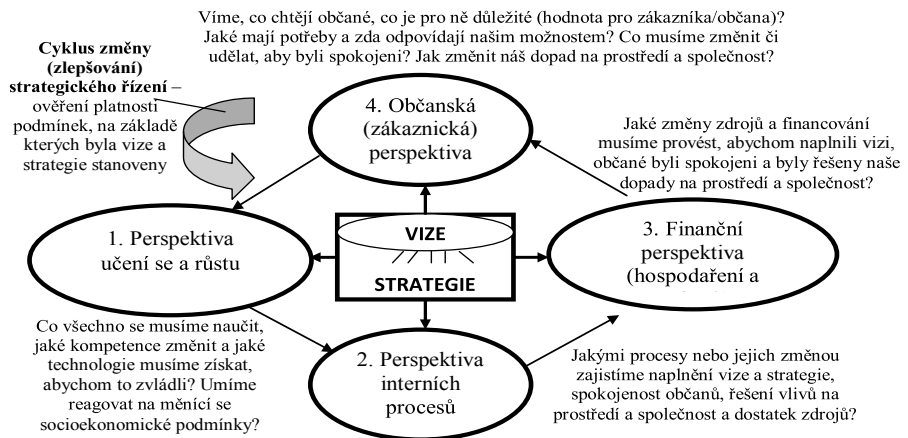 Víme, co chtějí občané, co je pro ně důležité (hodnota pro zákazníka/občana)?
Jaké mají potřeby a zda odpovídají našim možnostem? Co musíme změnit či
udělat, aby byli spokojeni? Jak změnit náš dopad na prostředí a společnost?
Cyklus změny
(zlepšování)
strategického řízení –
ověření platnosti
podmínek, na základě
kterých byla vize a
strategie stanoveny
4. Občanská
(zákaznická)
perspektiva
Jaké změny zdrojů a financování
musíme provést, abychom naplnili vizi,
občané byli spokojeni a byly řešeny naše
dopady na prostředí a společnost?
1. Perspektiva
učení se a růstu
VIZE
STRATEGIE
3. Finanční
perspektiva
(hospodaření a
Co všechno se musíme naučit,
jaké kompetence změnit a jaké
technologie musíme získat,
abychom to zvládli? Umíme
reagovat na měnící se
socioekonomické podmínky?
2. Perspektiva
interních
procesů
Jakými procesy nebo jejich změnou
zajistíme naplnění vize a strategie,
spokojenost občanů, řešení vlivů na
prostředí a společnost a dostatek zdrojů?